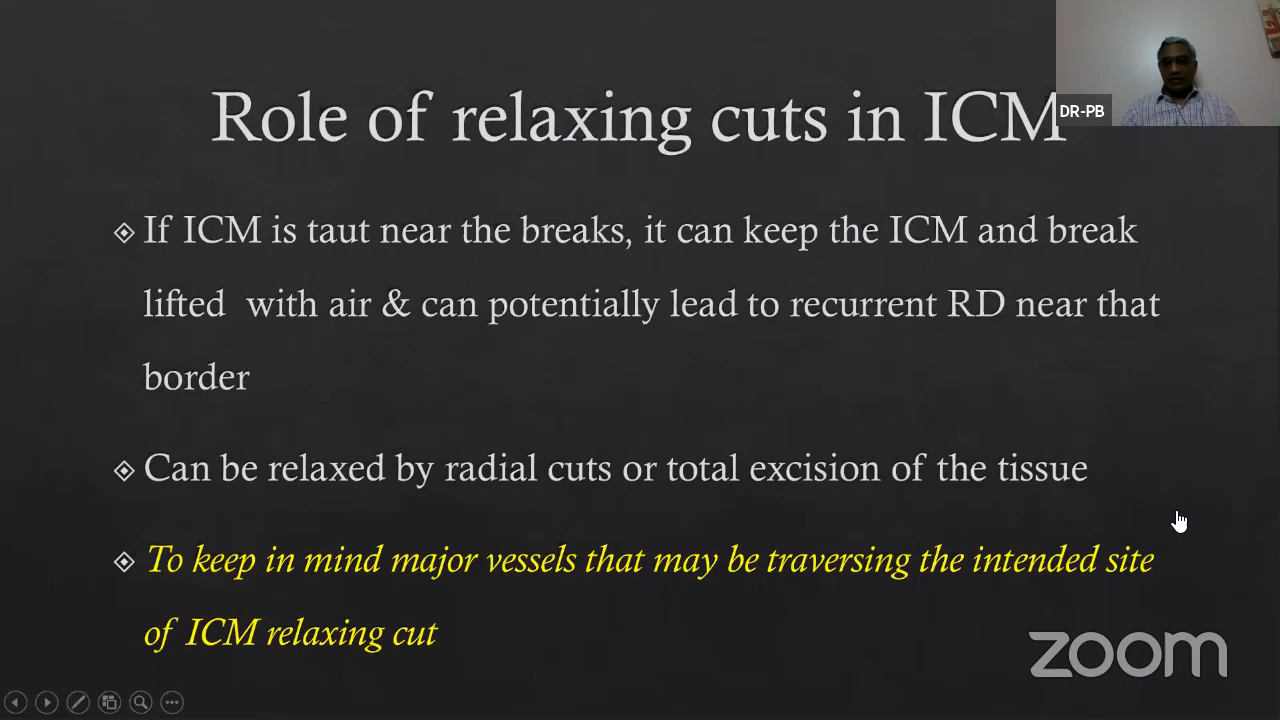 Role of relaxing cuts in ICM
DR-PB
If ICM is taut near the breaks, it can keep the ICM and break
lifted with air & can potentially lead to recurrent RD near that
border
Can be relaxed by radial cuts or total excision of the tissue
To keep in mind major vessels that may be traversing the intended site
of ICM relaxing cut
zoom